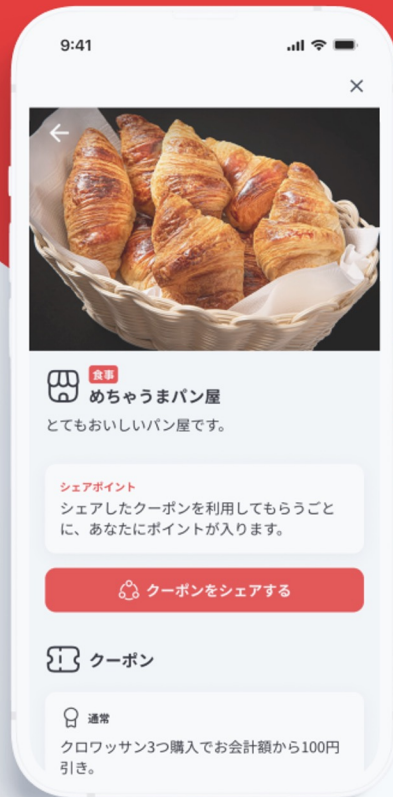 9:41
食事
めちゃうまパン屋
とてもおいしいパン屋です。
シェアポイント
シェアしたクーポンを利用してもらうごと
に、あなたにポイントが入ります。
クーポンをシェアする
クーポン
通常
クロワッサン3つ購入でお会計額から100円
引き。